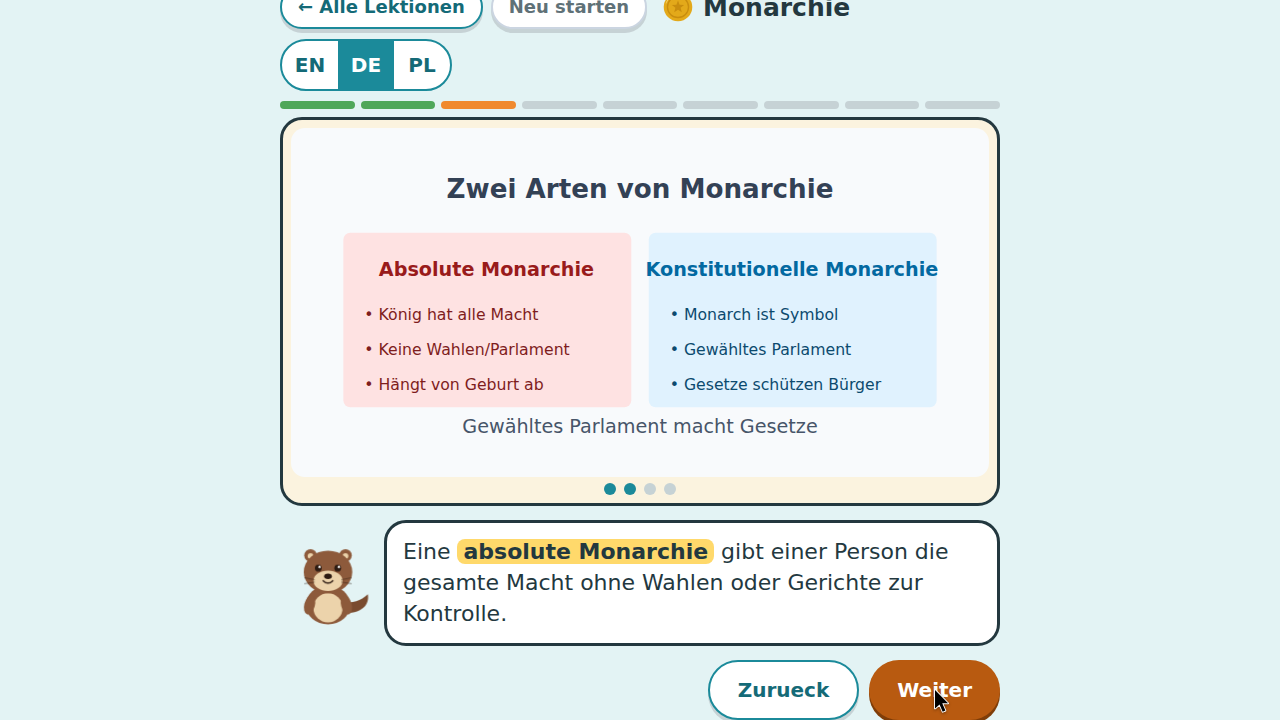 ← Alle Lektionen
Neu starten
Monarchie
EN
DE
PL
Zwei Arten von Monarchie
Absolute Monarchie
• König hat alle Macht
• Keine Wahlen/Parlament
• Hängt von Geburt ab
Konstitutionelle Monarchie
• Monarch ist Symbol
• Gewähltes Parlament
• Gesetze schützen Bürger
Gewähltes Parlament macht Gesetze
Eine absolute Monarchie gibt einer Person die
gesamte Macht ohne Wahlen oder Gerichte zur
Kontrolle.
Zurueck
Weiter